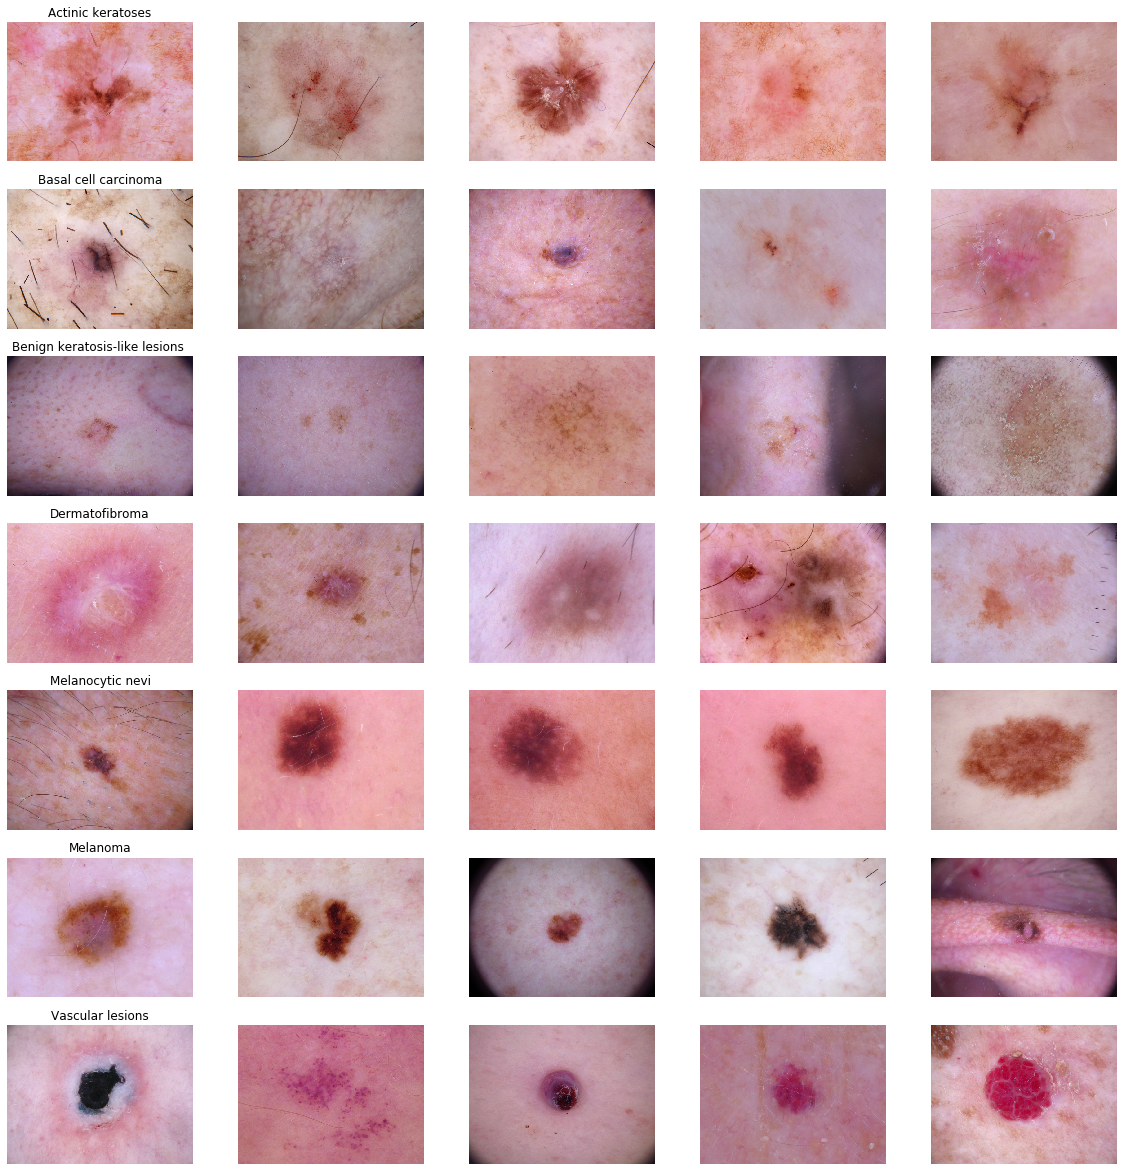 Actinic keratoses
Basal cell carcinoma
Benign keratosis-like lesions
Dermatofibroma
Melanocytic nevi
Melanoma
Vascular lesions